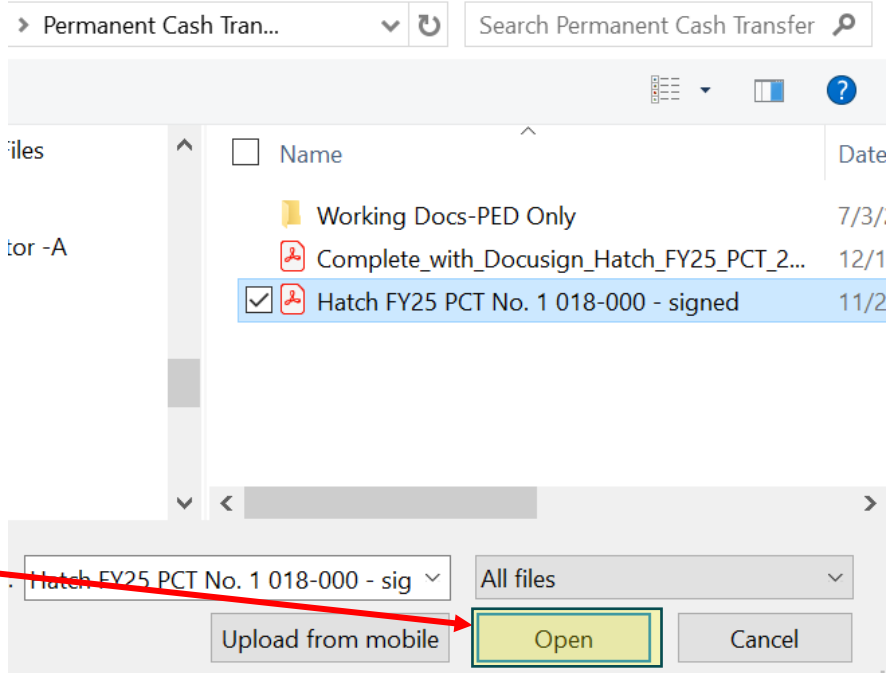 > Permanent Cash Tran...
Search Permanent Cash Transfer
?
iles
Name
Date
tor -A
Working Docs-PED Only
7/3/
Complete_with_Docusign_Hatch_FY25_PCT_2...
12/1
Hatch FY25 PCT No. 1 018-000 - signed
11/2
: Hatch FY25 PCT No. 1 018-000 - sig
All files
Upload from mobile
Open
Cancel